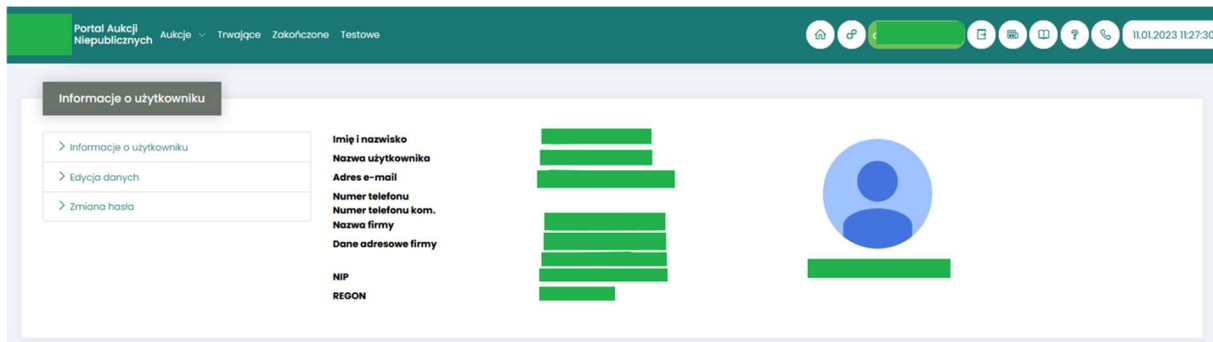 Portal Aukcji
Niepublicznych
Aukcje Trwające Zakończone Testowe
11.01.2023 11:27:30
Informacje o użytkowniku
Informacje o użytkowniku
Edycja danych
Zmiana hasła
Imię i nazwisko
Nazwa użytkownika
Adres e-mail
Numer telefonu
Numer telefonu kom.
Nazwa firmy
Dane adresowe firmy
NIP
REGON